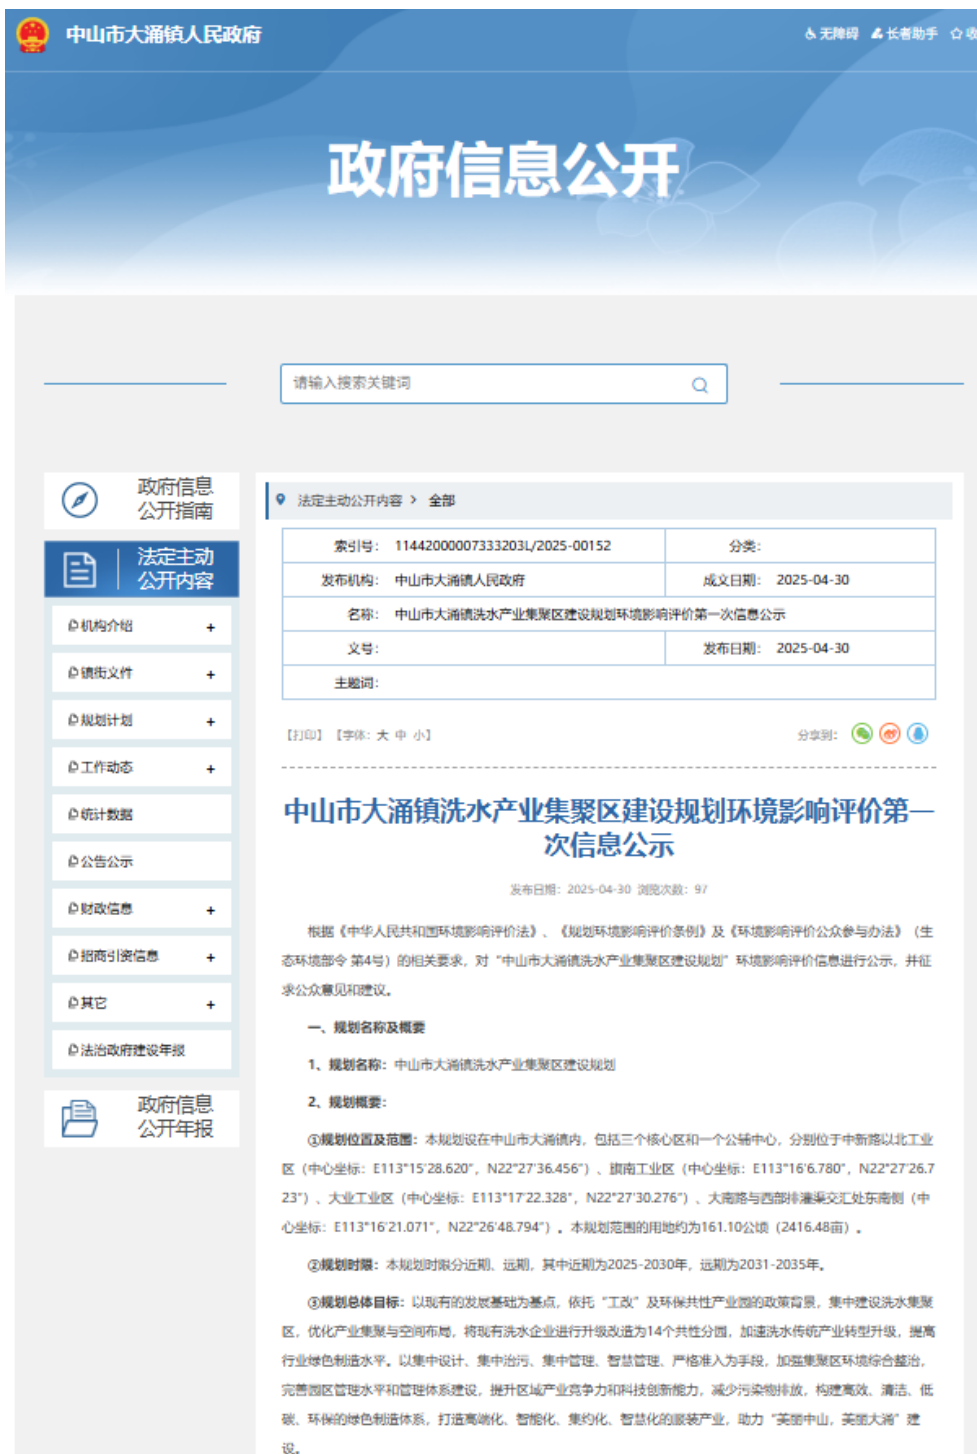 中山市大涌镇人民政府
无障碍 长者助手 收
政府信息公开
请输入搜索关键词
政府信息
公开指南
法定主动
公开内容
机构介绍 +
镇街文件 +
规划计划 +
工作动态 +
统计数据
公告公示
财政信息 +
招商引资信息 +
其它 +
法治政府建设年报
政府信息
公开年报
法定主动公开内容 > 全部
索引号： 11442000007333203L/2025-00152 分类：
发布机构： 中山市大涌镇人民政府 成文日期： 2025-04-30
名称： 中山市大涌镇洗水产业集聚区建设规划环境影响评价第一次信息公示
文号： 发布日期： 2025-04-30
主题词：
【打印】 【字体：大 中 小】 分享到：
中山市大涌镇洗水产业集聚区建设规划环境影响评价第一
次信息公示
发布日期：2025-04-30 浏览次数：97
根据《中华人民共和国环境影响评价法》、《规划环境影响评价条例》及《环境影响评价公众参与办法》（生
态环境部令 第4号）的相关要求，对“中山市大涌镇洗水产业集聚区建设规划”环境影响评价信息进行公示，并征
求公众意见和建议。
一、规划名称及概要
1、规划名称：中山市大涌镇洗水产业集聚区建设规划
2、规划概要：
①规划位置及范围：本规划设在中山市大涌镇内，包括三个核心区和一个公辅中心，分别位于中新路以北工业
区（中心坐标：E113°15'28.620"，N22°27'36.456"）、旗南工业区（中心坐标：E113°16'6.780"，N22°27'26.7
23"）、大业工业区（中心坐标：E113°17'22.328"，N22°27'30.276"）、大南路与西部排灌渠交汇处东南侧（中
心坐标：E113°16'21.071"，N22°26'48.794"）。本规划范围的用地约为161.10公顷（2416.48亩）。
②规划时限：本规划时限分近期、远期，其中近期为2025-2030年，远期为2031-2035年。
③规划总体目标：以现有的发展基础为基点，依托“工改”及环保共性产业园的政策背景，集中建设洗水集聚
区，优化产业集聚与空间布局，将现有洗水企业进行升级改造为14个共性分园，加速洗水传统产业转型升级，提高
行业绿色制造水平。以集中设计、集中治污、集中管理、智慧管理、严格准入为手段，加强集聚区环境综合整治，
完善园区管理水平和管理体系建设，提升区域产业竞争力和科技创新能力，减少污染物排放，构建高效、清洁、低
碳、环保的绿色制造体系，打造高端化、智能化、集约化、智慧化的服装产业，助力“美丽中山，美丽大涌”建
设。